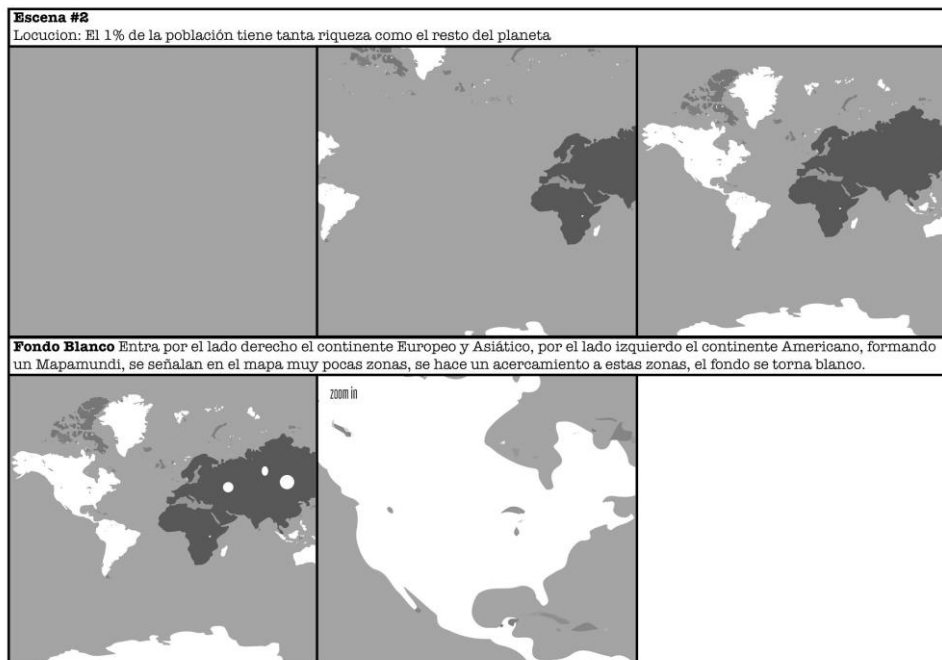 Escena #2
Locucion: El 1% de la población tiene tanta riqueza como el resto del planeta
Fondo Blanco Entra por el lado derecho el continente Europeo y Asiático, por el lado izquierdo el continente Americano, formando
un Mapamundi, se señalan en el mapa muy pocas zonas, se hace un acercamiento a estas zonas, el fondo se torna blanco.
zoom in